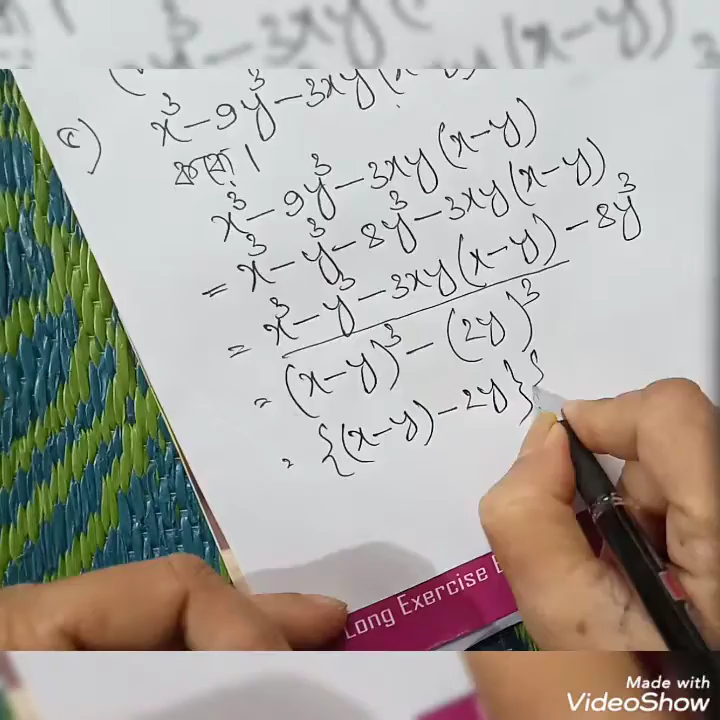 x³ - 9y³ - 3xy(x
c)
x³ - 9y³ - 3xy(x-y)
= x³ - y³ - 8y³ - 3xy(x-y)
= x³ - y³ - 3xy(x-y) - 8y³
= (x-y)³ - (2y)³
= {(x-y) - 2y}{
Long Exercise
Made with
VideoShow